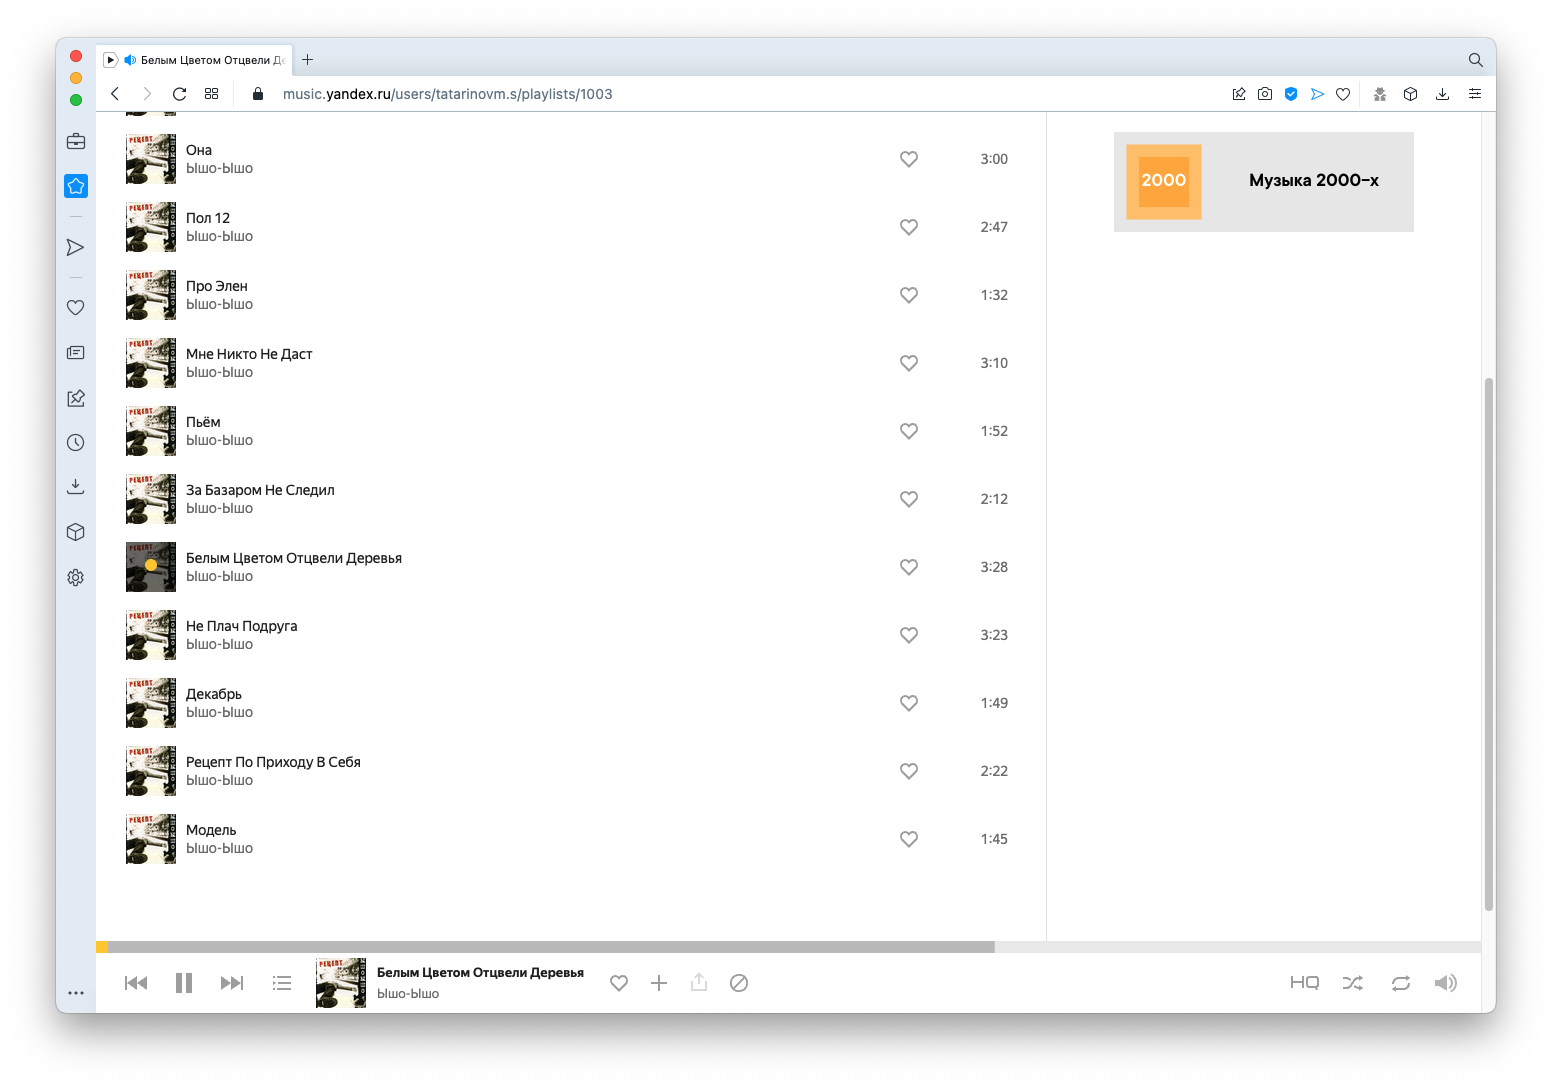 Белым Цветом Отцвели Де
music.yandex.ru/users/tatarinovm.s/playlists/1003
Она
Ышо-Ышо
3:00
Пол 12
Ышо-Ышо
2:47
Про Элен
Ышо-Ышо
1:32
Мне Никто Не Даст
Ышо-Ышо
3:10
Пьём
Ышо-Ышо
1:52
За Базаром Не Следил
Ышо-Ышо
2:12
Белым Цветом Отцвели Деревья
Ышо-Ышо
3:28
Не Плач Подруга
Ышо-Ышо
3:23
Декабрь
Ышо-Ышо
1:49
Рецепт По Приходу В Себя
Ышо-Ышо
2:22
Модель
Ышо-Ышо
1:45
2000
Музыка 2000-х
РЕЦЕПТ
Белым Цветом Отцвели Деревья
Ышо-Ышо
HQ